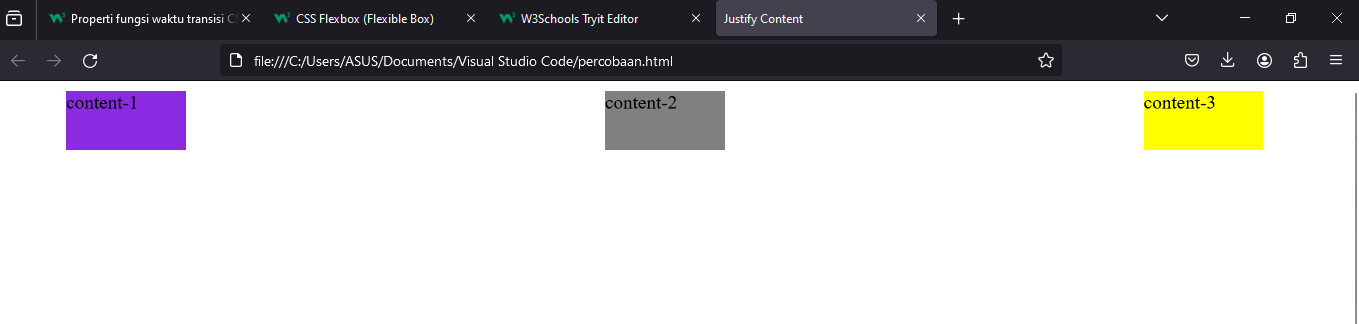 Properti fungsi waktu transisi CS
CSS Flexbox (Flexible Box)
W3Schools Tryit Editor
Justify Content
file:///C:/Users/ASUS/Documents/Visual Studio Code/percobaan.html
content-1
content-2
content-3